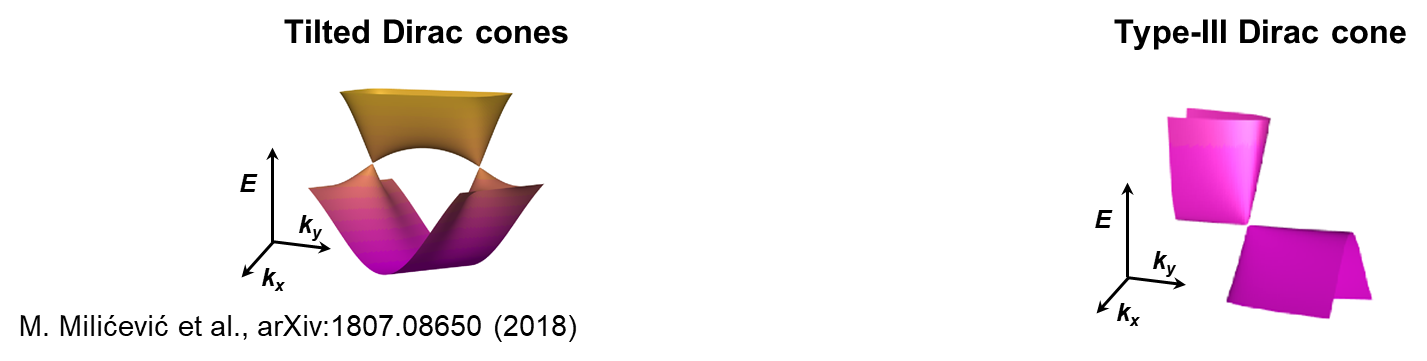 Tilted Dirac cones
Type-III Dirac cone
E
ky
kx
E
ky
kx
M. Milićević et al., arXiv:1807.08650 (2018)